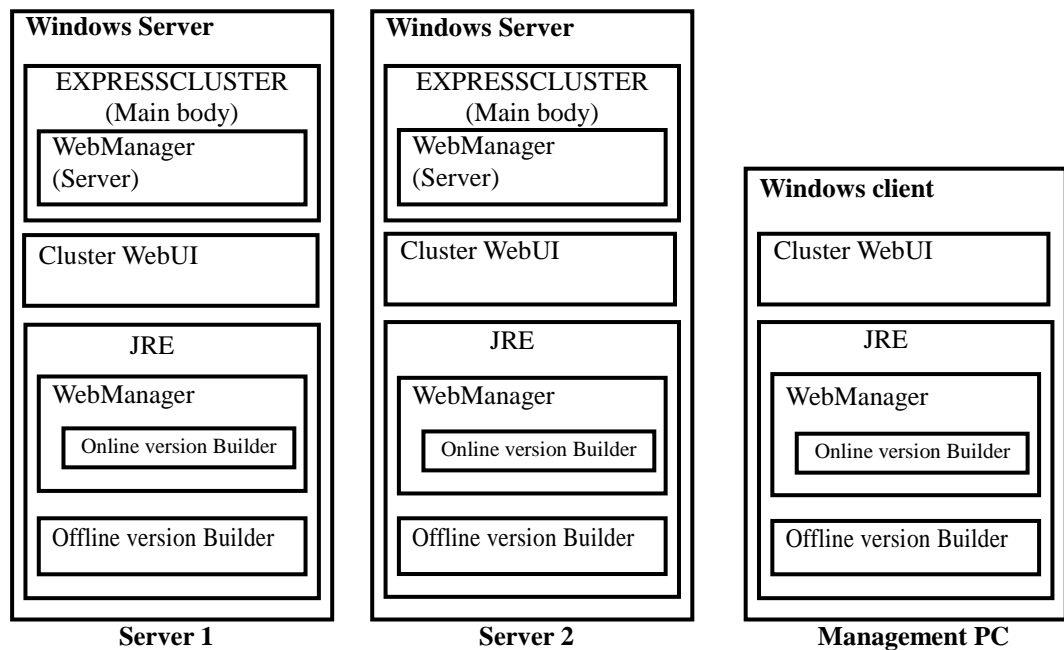 Windows Server
EXPRESSCLUSTER
(Main body)
WebManager
(Server)
Cluster WebUI
JRE
WebManager
Online version Builder
Offline version Builder
Server 1
Windows Server
EXPRESSCLUSTER
(Main body)
WebManager
(Server)
Cluster WebUI
JRE
WebManager
Online version Builder
Offline version Builder
Server 2
Windows client
Cluster WebUI
JRE
WebManager
Online version Builder
Offline version Builder
Management PC